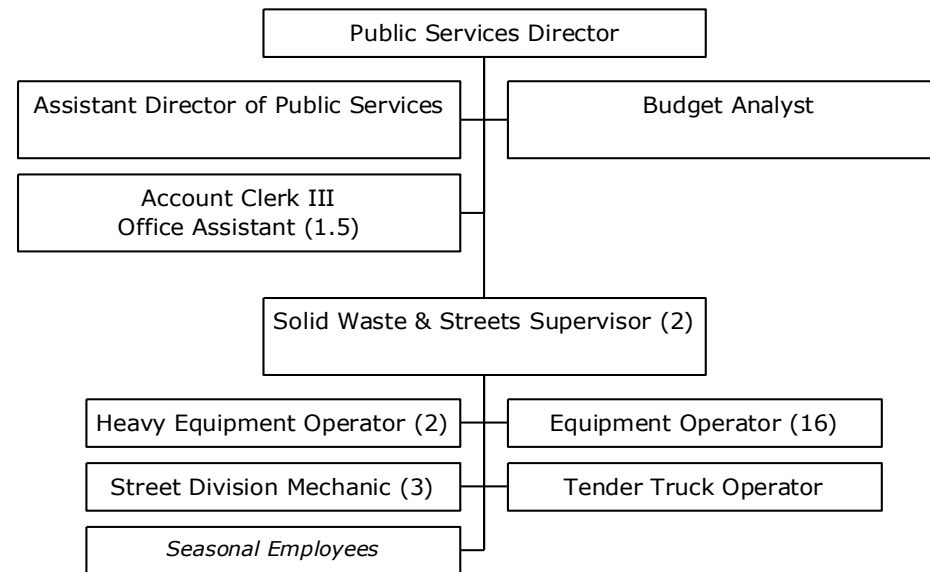 Public Services Director
Assistant Director of Public Services
Budget Analyst
Account Clerk III
Office Assistant (1.5)
Solid Waste & Streets Supervisor (2)
Heavy Equipment Operator (2)
Equipment Operator (16)
Street Division Mechanic (3)
Tender Truck Operator
Seasonal Employees